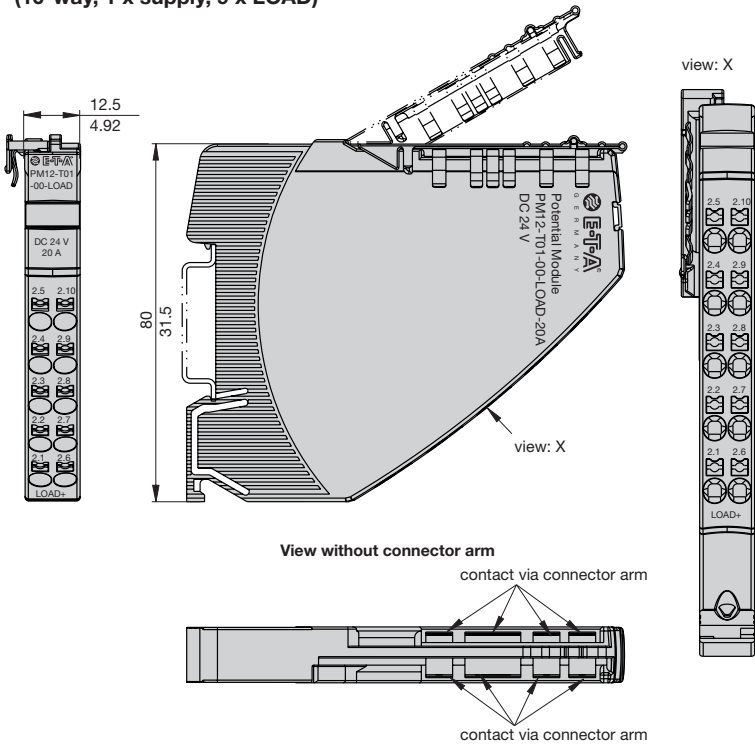 (10-way, 1 x supply, 9 x LOAD)
view: X
12.5
4.92
E-T-A
PM12-T01
-00-LOAD
DC 24 V
20 A
2.5 2.10
2.4 2.9
2.3 2.8
2.2 2.7
2.1 2.6
LOAD+
80
31.5
E-T-A®
GERMANY
Potential Module
PM12-T01-00-LOAD-20A
DC 24 V
view: X
2.5 2.10
2.4 2.9
2.3 2.8
2.2 2.7
2.1 2.6
LOAD+
View without connector arm
contact via connector arm
contact via connector arm